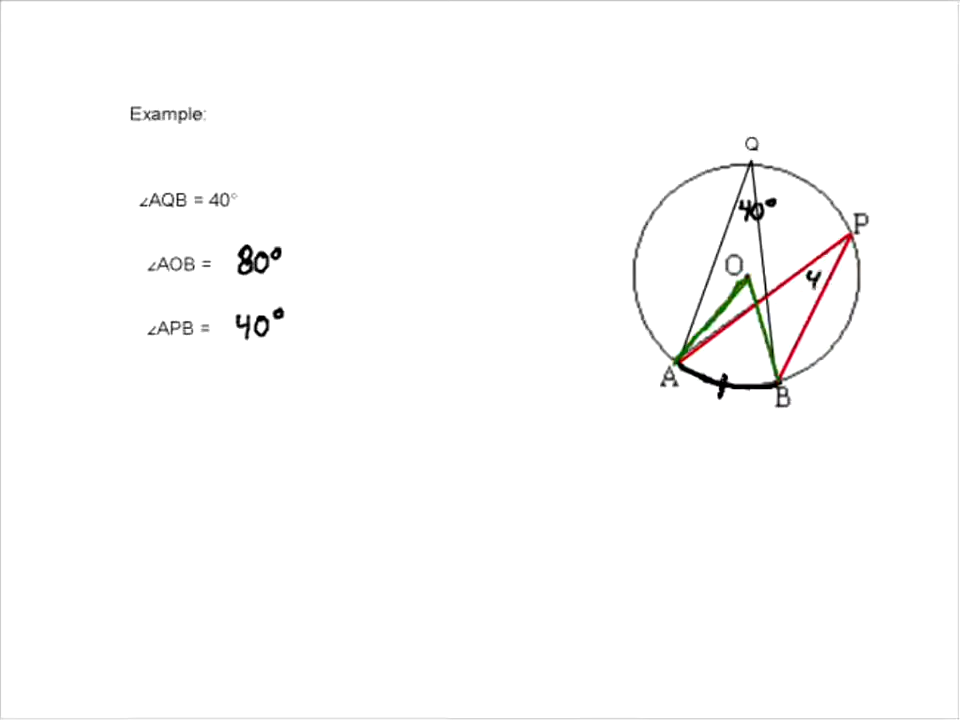 Example:
Q
∠AQB = 40°
40°
P
∠AOB = 80°
O
4
∠APB = 40°
A
B